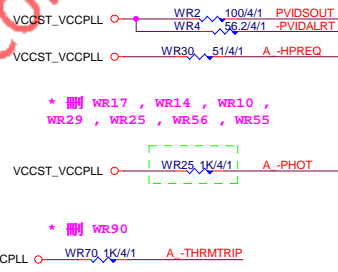 VCCST_VCCPLL WR2 100/4/1 PVIDSOUT
WR4 56.2/4/1 -PVIDALRT
VCCST_VCCPLL WR30 51/4/1 A_-HPREQ
* 刪 WR17 , WR14 , WR10 ,
WR29 , WR25 , WR56 , WR55
VCCST_VCCPLL WR25 1K/4/1 A_-PHOT
* 刪 WR90
CPLL WR70 1K/4/1 A_-THRMTRIP